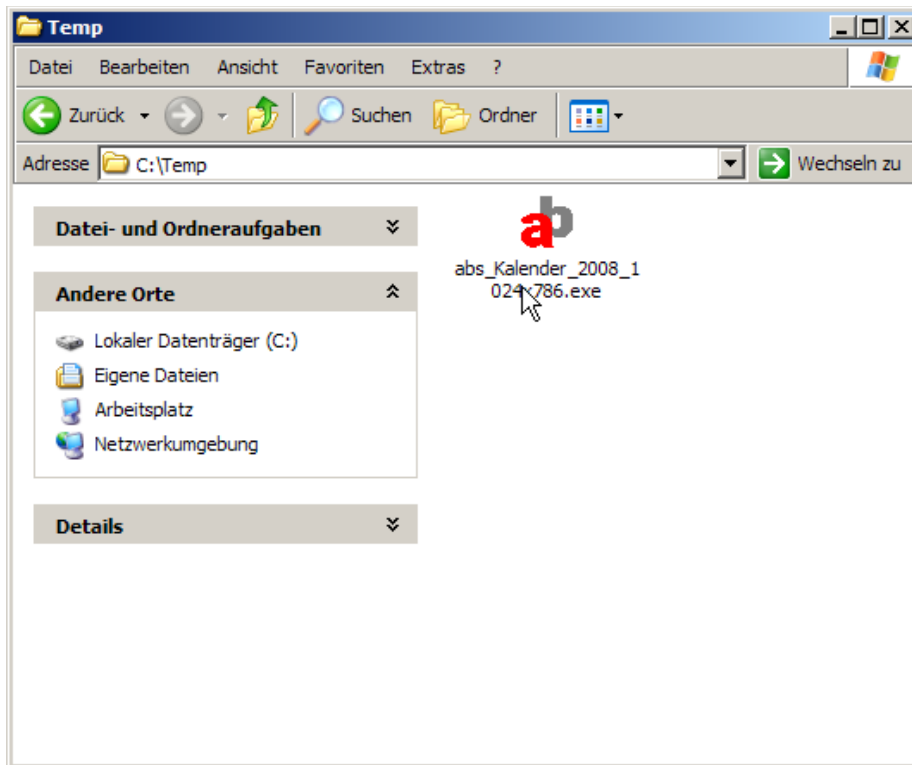 Temp
Datei Bearbeiten Ansicht Favoriten Extras ?
Zurück Suchen Ordner
Adresse C:\Temp Wechseln zu
Datei- und Ordneraufgaben
ab
abs_Kalender_2008_1
024x786.exe
Andere Orte
Lokaler Datenträger (C:)
Eigene Dateien
Arbeitsplatz
Netzwerkumgebung
Details